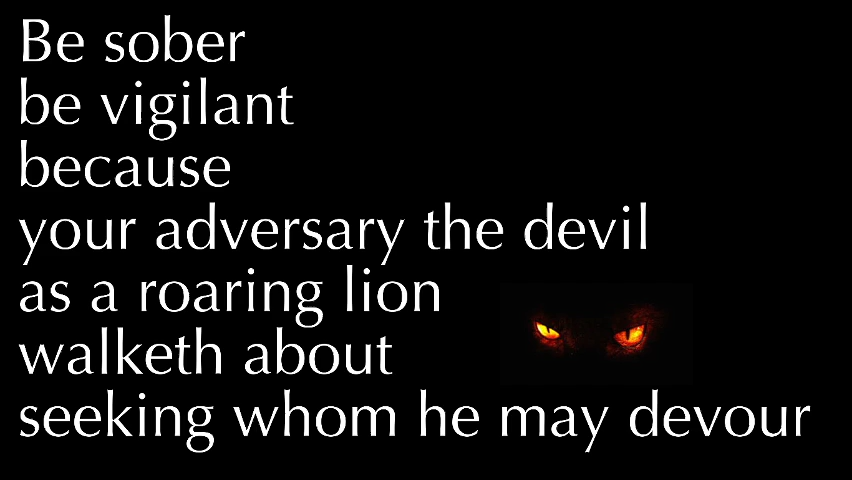 Be sober
be vigilant
because
your adversary the devil
as a roaring lion
walketh about
seeking whom he may devour